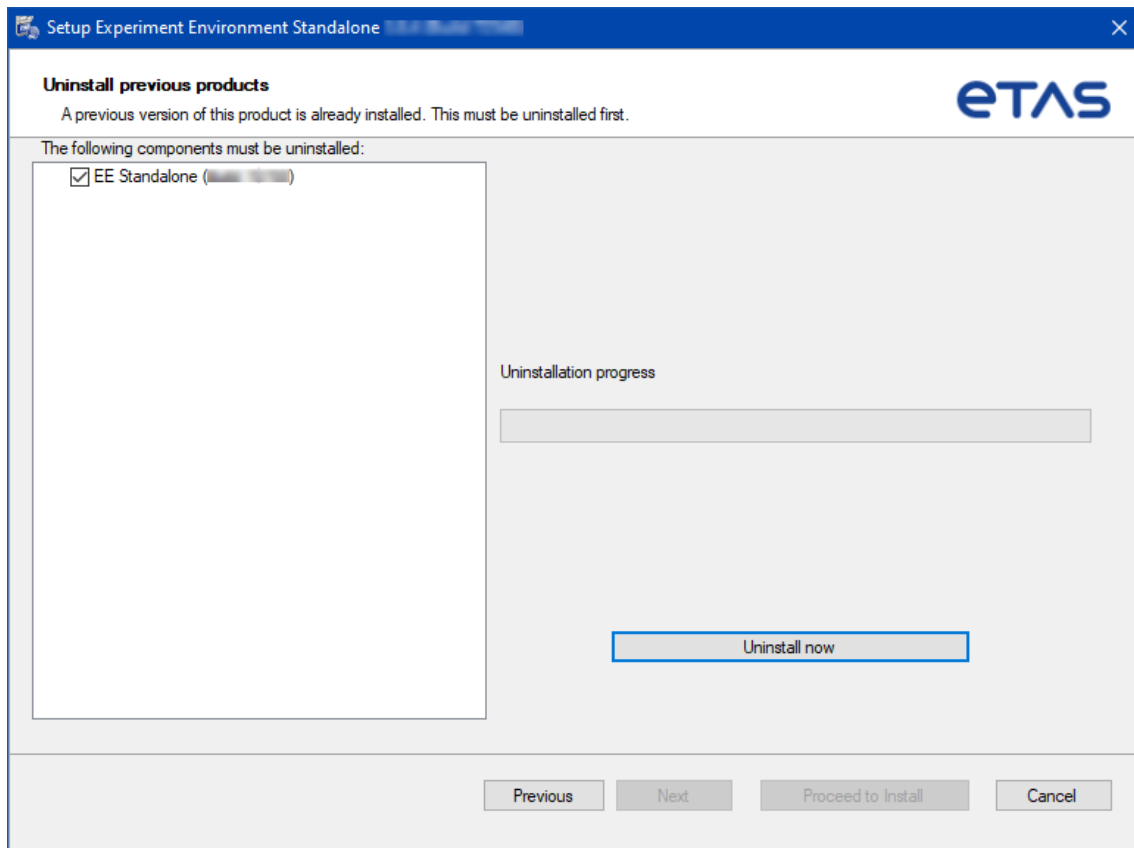 Setup Experiment Environment Standalone
Uninstall previous products
A previous version of this product is already installed. This must be uninstalled first.
eTAS
The following components must be uninstalled:
EE Standalone ( )
Uninstallation progress
Uninstall now
Previous
Next
Proceed to Install
Cancel